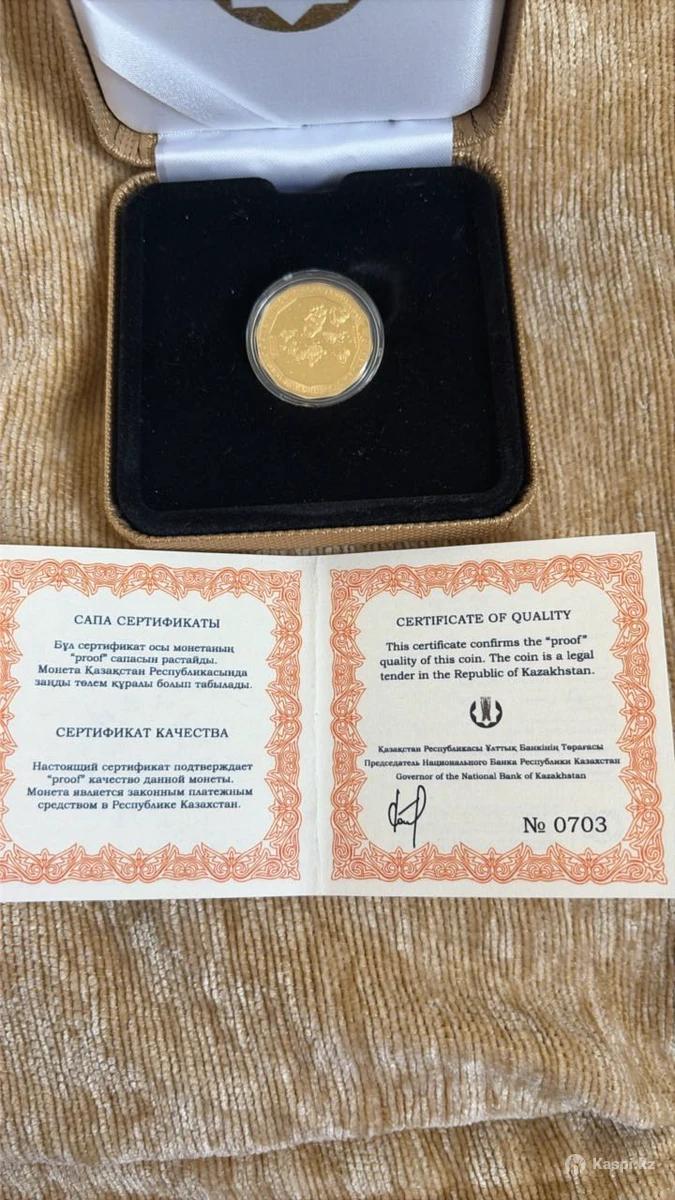 САПА СЕРТИФИКАТЫ
Бұл сертификат осы монетаның
"proof" сапасын растайды.
Монета Қазақстан Республикасында
заңды төлем құралы болып табылады.
СЕРТИФИКАТ КАЧЕСТВА
Настоящий сертификат подтверждает
"proof" качество данной монеты.
Монета является законным платежным
средством в Республике Казахстан.
CERTIFICATE OF QUALITY
This certificate confirms the "proof"
quality of this coin. The coin is a legal
tender in the Republic of Kazakhstan.
Қазақстан Республикасы Ұлттық Банкінің Төрағасы
Председатель Национального Банка Республики Казахстан
Governor of the National Bank of Kazakhstan
№ 0703
Kaspi.kz